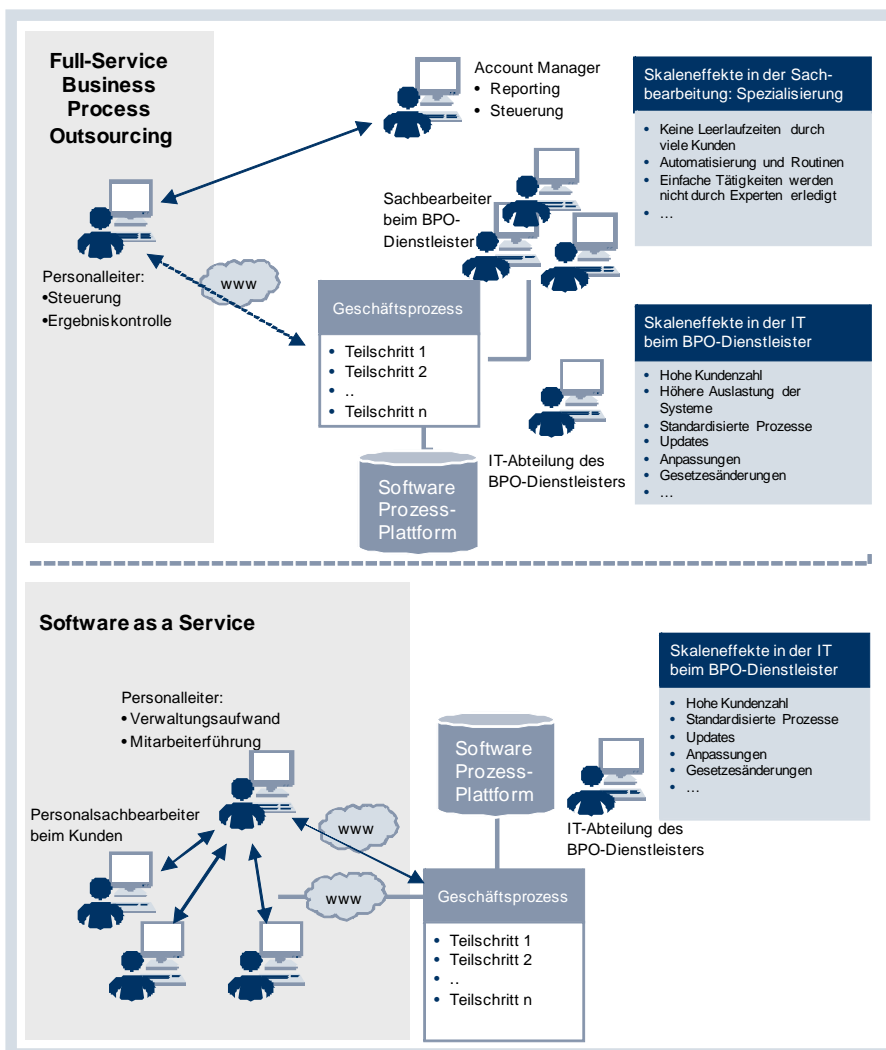 Full-Service
Business
Process
Outsourcing
Account Manager
• Reporting
• Steuerung
Skaleneffekte in der Sach-
bearbeitung: Spezialisierung
• Keine Leerlaufzeiten durch
viele Kunden
• Automatisierung und Routinen
• Einfache Tätigkeiten werden
nicht durch Experten erledigt
• …
Sachbearbeiter
beim BPO-
Dienstleister
Personalleiter:
•Steuerung
•Ergebniskontrolle
www
Geschäftsprozess
• Teilschritt 1
• Teilschritt 2
• ..
• Teilschritt n
Skaleneffekte in der IT
beim BPO-Dienstleister
• Hohe Kundenzahl
• Höhere Auslastung der
Systeme
• Standardisierte Prozesse
• Updates
• Anpassungen
• Gesetzesänderungen
• …
IT-Abteilung des
BPO-Dienstleisters
Software
Prozess-
Plattform
Software as a Service
Personalleiter:
• Verwaltungsaufwand
• Mitarbeiterführung
Personalsachbearbeiter
beim Kunden
www
www
Software
Prozess-
Plattform
IT-Abteilung des
BPO-Dienstleisters
Skaleneffekte in der IT
beim BPO-Dienstleister
• Hohe Kundenzahl
• Standardisierte Prozesse
• Updates
• Anpassungen
• Gesetzesänderungen
• …
Geschäftsprozess
• Teilschritt 1
• Teilschritt 2
• ..
• Teilschritt n